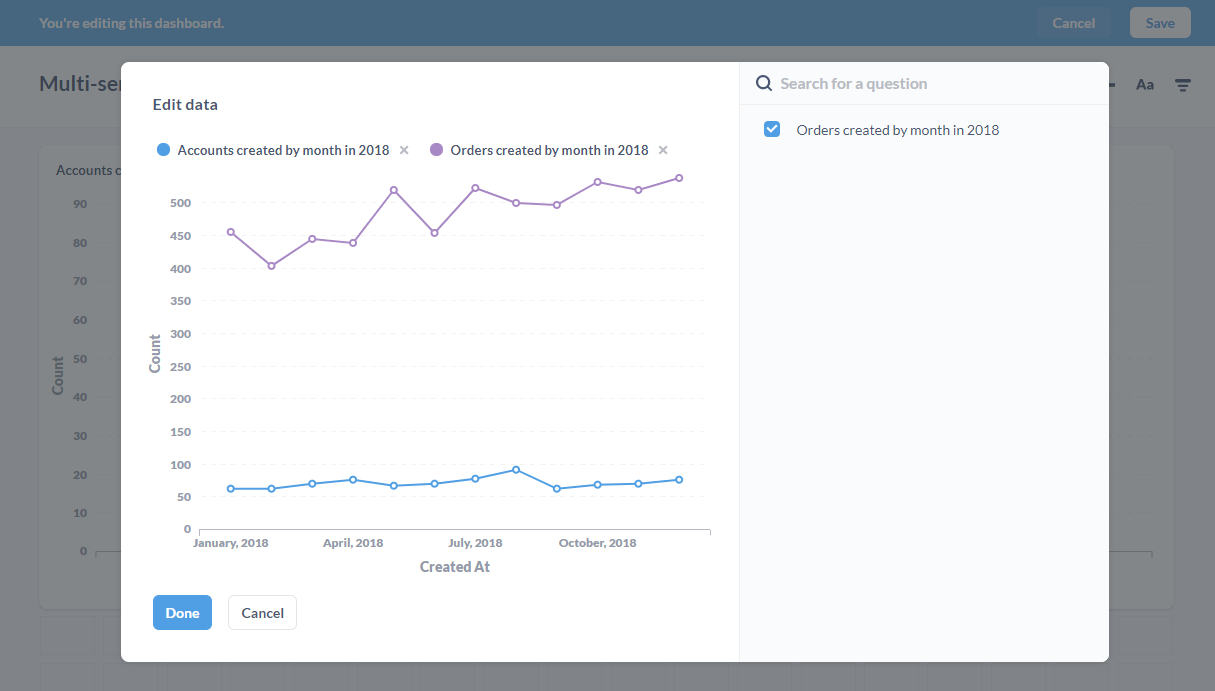 You're editing this dashboard.
Cancel
Save
Multi-se
Aa
Edit data
Search for a question
Accounts created by month in 2018
Orders created by month in 2018
Orders created by month in 2018
Accounts c
90
80
70
60
50
40
30
20
10
0
Count
500
450
400
350
300
250
200
150
100
50
0
Count
January, 2018
April, 2018
July, 2018
October, 2018
Created At
Done
Cancel